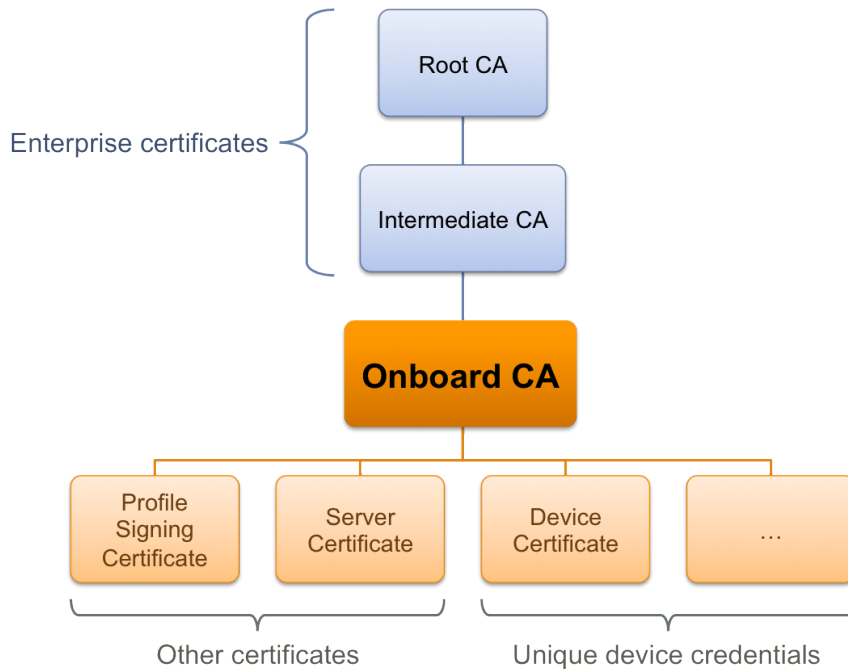 Root CA
Enterprise certificates
Intermediate CA
Onboard CA
Profile
Signing
Certificate
Server
Certificate
Device
Certificate
...
Other certificates
Unique device credentials